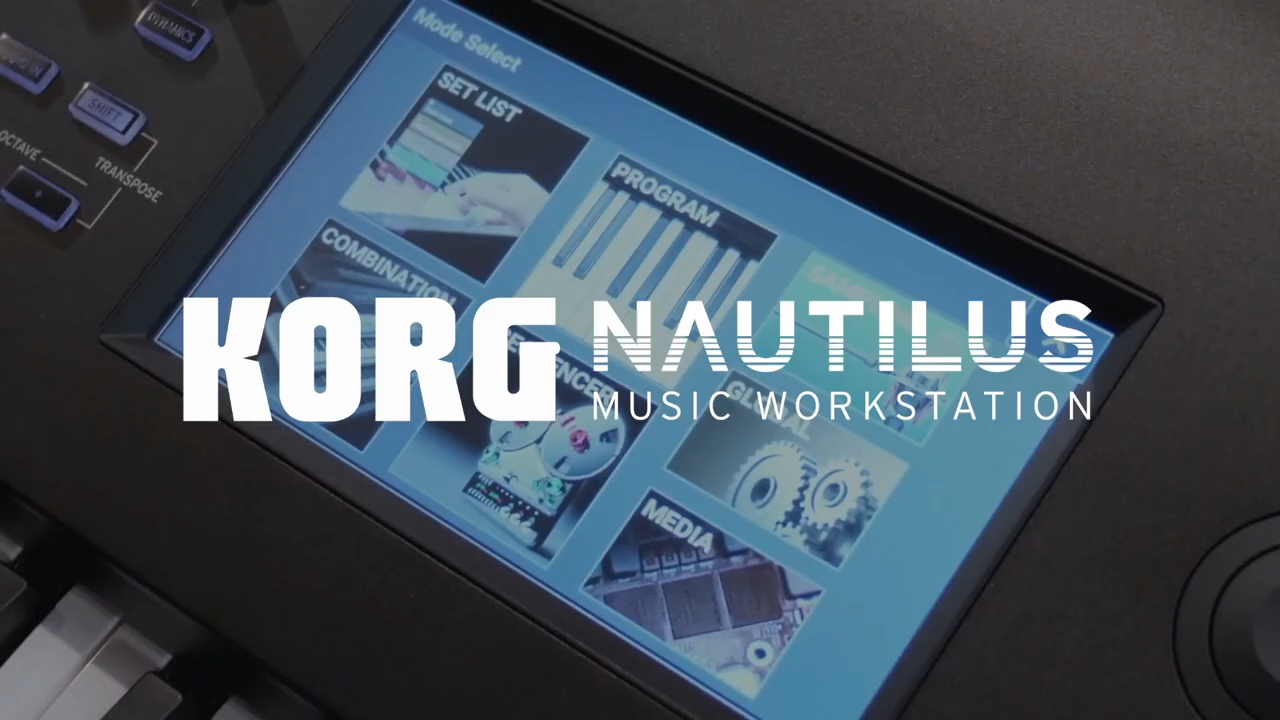 DYNAMICS
SHIFT
OCTAVE
TRANSPOSE
Mode Select
SET LIST
PROGRAM
COMBINATION
KORG
NAUTILUS
MUSIC WORKSTATION
GLOBAL
MEDIA